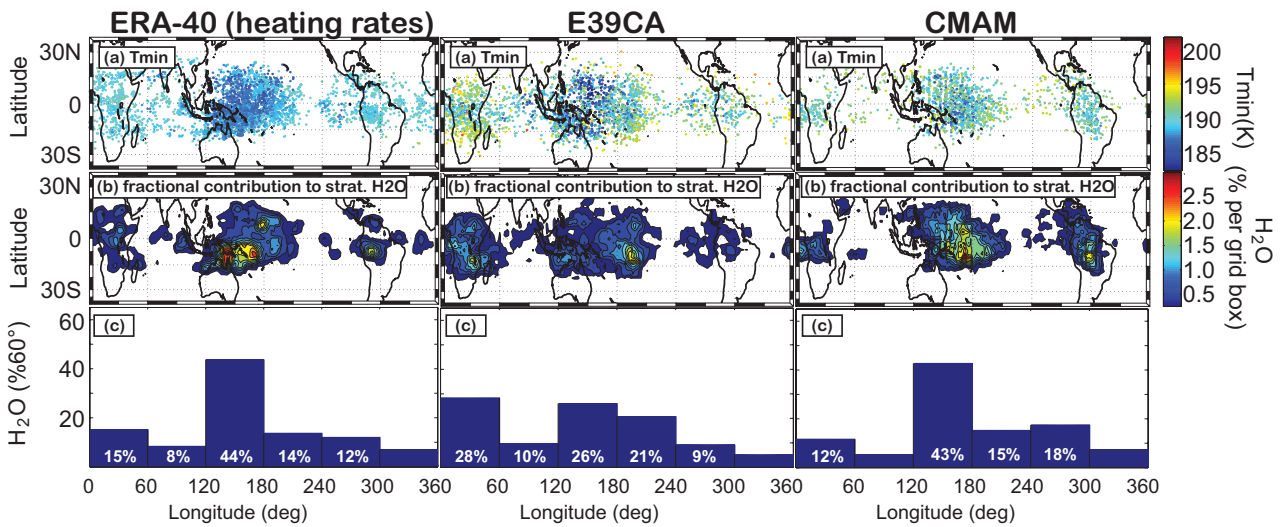 ERA-40 (heating rates) E39CA CMAM
30N (a) Tmin (a) Tmin (a) Tmin 200
Latitude 0 195 Tmin(K)
190
30S 185
30N (b) fractional contribution to strat. H2O (b) fractional contribution to strat. H2O (b) fractional contribution to strat. H2O 2.5
Latitude 0 2.0 H₂O
1.5 (% per grid box)
1.0
30S 0.5
60 (c) (c) (c)
H₂O (%60°) 40
20
15% 8% 44% 14% 12% 28% 10% 26% 21% 9% 12% 43% 15% 18%
0 60 120 180 240 300 360 60 120 180 240 300 360 60 120 180 240 300 360
Longitude (deg) Longitude (deg) Longitude (deg)